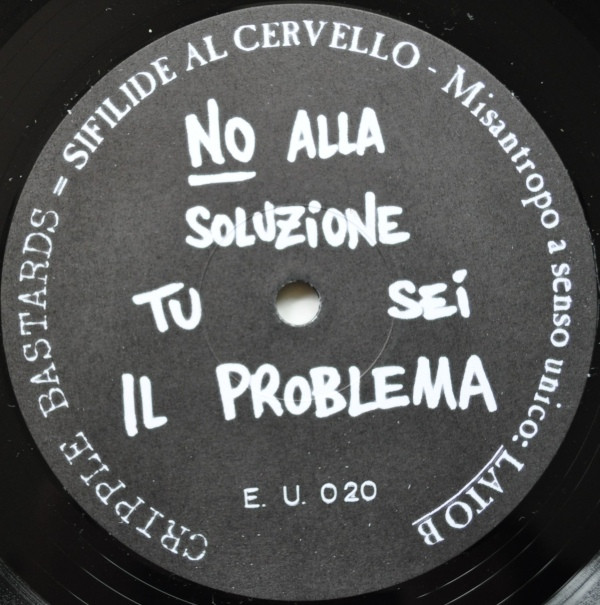 CRIPPLE BASTARDS = SIFILIDE AL CERVELLO - Misantropo a senso unico: LATO B
NO ALLA
SOLUZiONE
TU SEi
IL PROBLEMA
E. U. 020